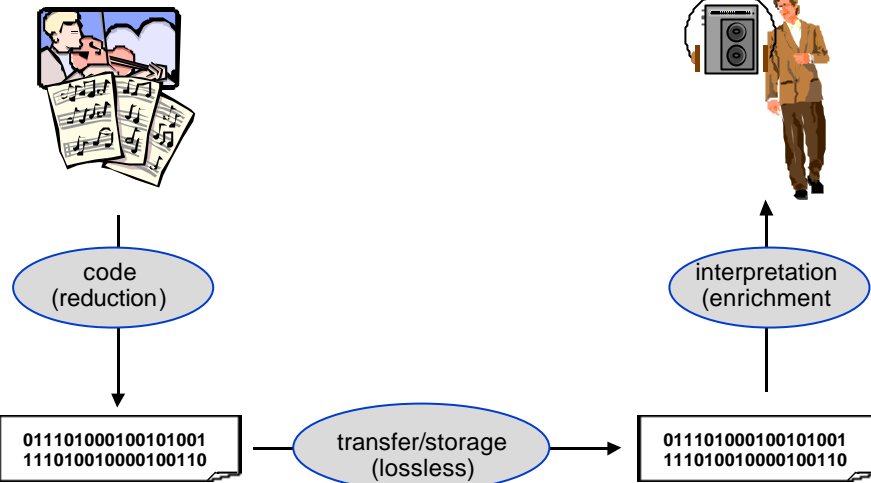 code
(reduction)
interpretation
(enrichment
011101000100101001
111010010000100110
transfer/storage
(lossless)
011101000100101001
111010010000100110